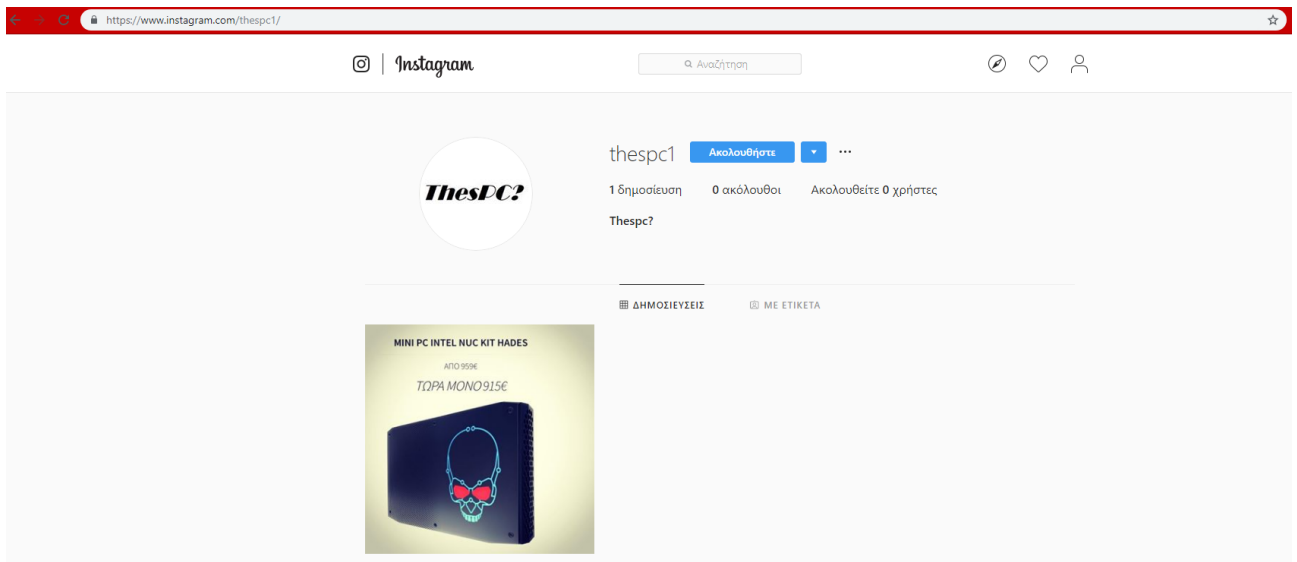 https://www.instagram.com/thespc1/
Instagram
Αναζήτηση
ThesPC?
thespc1 Ακολουθήστε
1 δημοσίευση 0 ακόλουθοι Ακολουθείτε 0 χρήστες
Thespc?
ΔΗΜΟΣΙΕΥΣΕΙΣ ΜΕ ΕΤΙΚΕΤΑ
MINI PC INTEL NUC KIT HADES
ΑΠΟ 959€
ΤΩΡΑ ΜΟΝΟ 915€